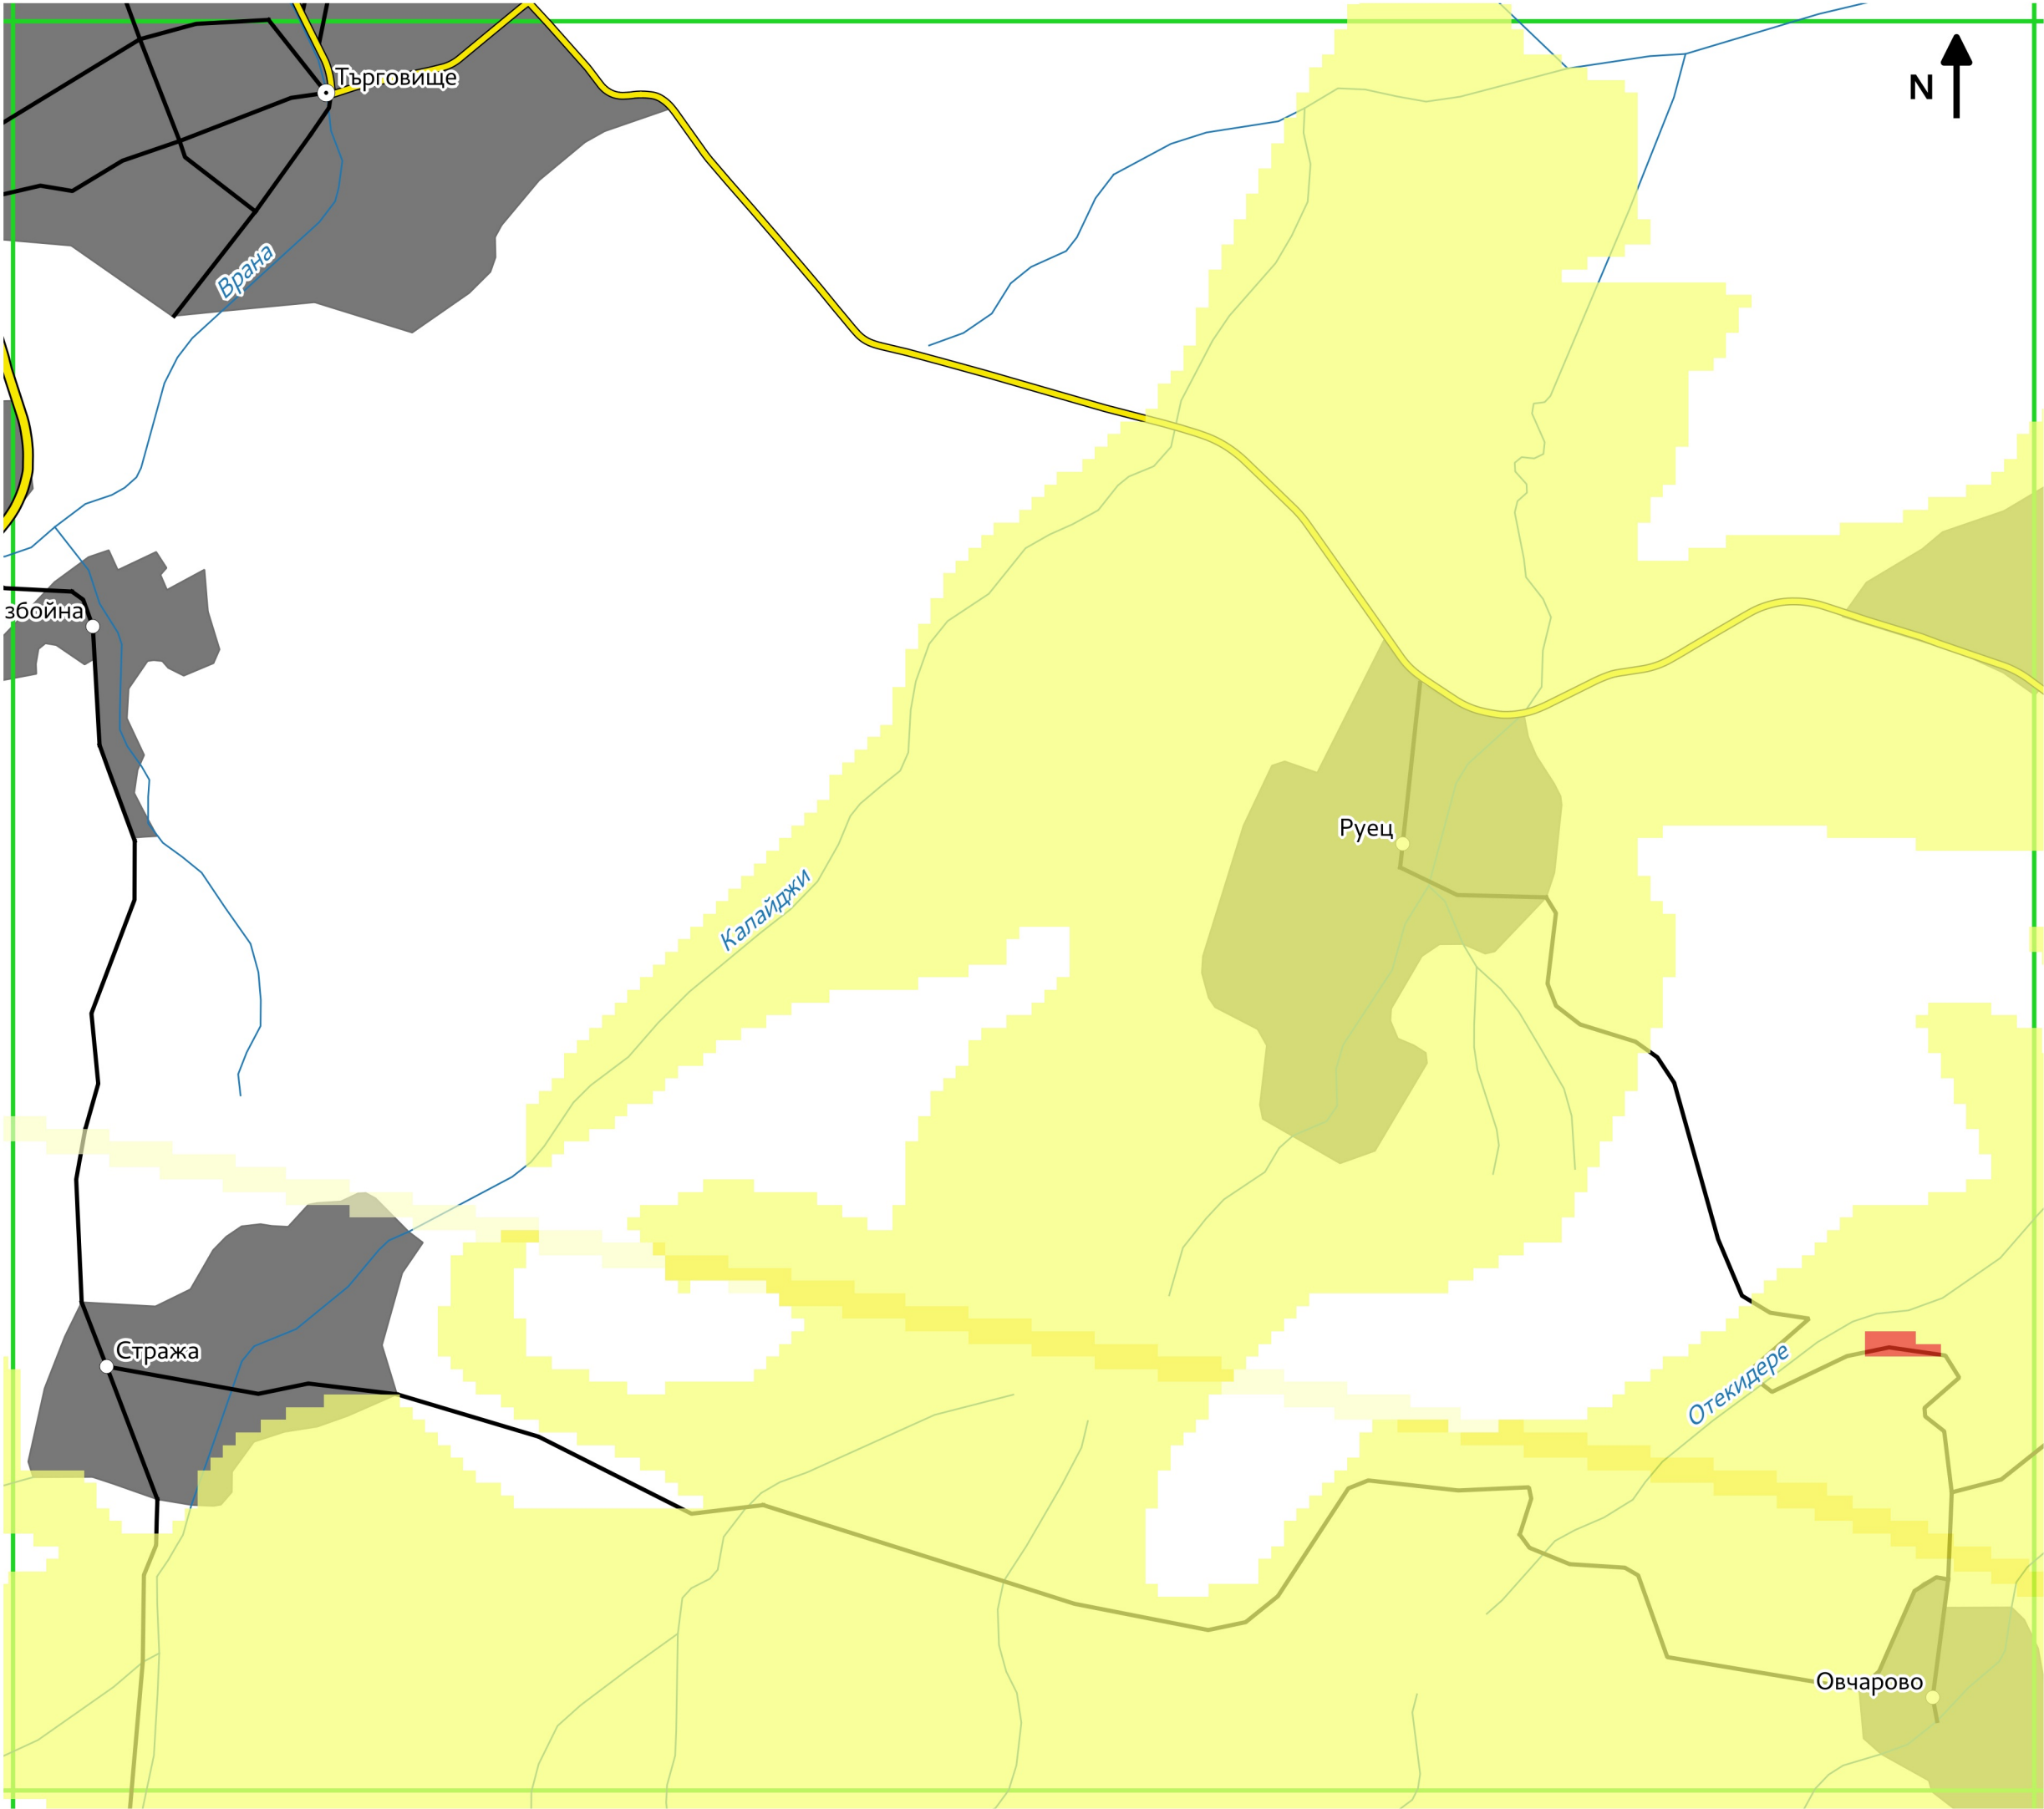 Търговище
N
Врана
збойна
Руец
Калайджи
Стража
Отекидере
Овчарово